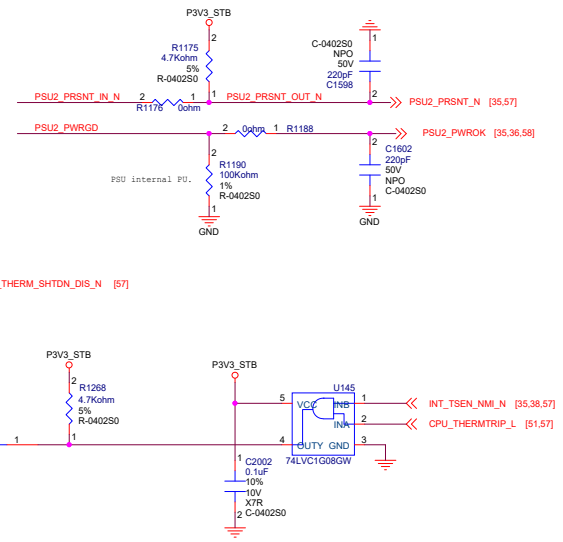 P3V3_STB
2
R1175
4.7Kohm
5%
R-0402S0
1
C-0402S0
NPO
50V
220pF
C1598
1
2
PSU2_PRSNT_IN_N
2
1
R1176
0ohm
PSU2_PRSNT_OUT_N
PSU2_PRSNT_N [35,57]
PSU2_PWRGD
2
0ohm
1
R1188
PSU2_PWROK [35,36,58]
2
R1190
100Kohm
1%
R-0402S0
1
GND
PSU internal PU.
2
C1602
220pF
50V
NPO
C-0402S0
1
GND
_THERM_SHTDN_DIS_N [57]
P3V3_STB
2
R1268
4.7Kohm
5%
R-0402S0
1
1
P3V3_STB
U145
5
VCC
INB
1
INT_TSEN_NMI_N [35,38,57]
INA
2
CPU_THERMTRIP_L [51,57]
4
OUTY
GND
3
74LVC1G08GW
1
C2002
0.1uF
10%
10V
X7R
2
C-0402S0